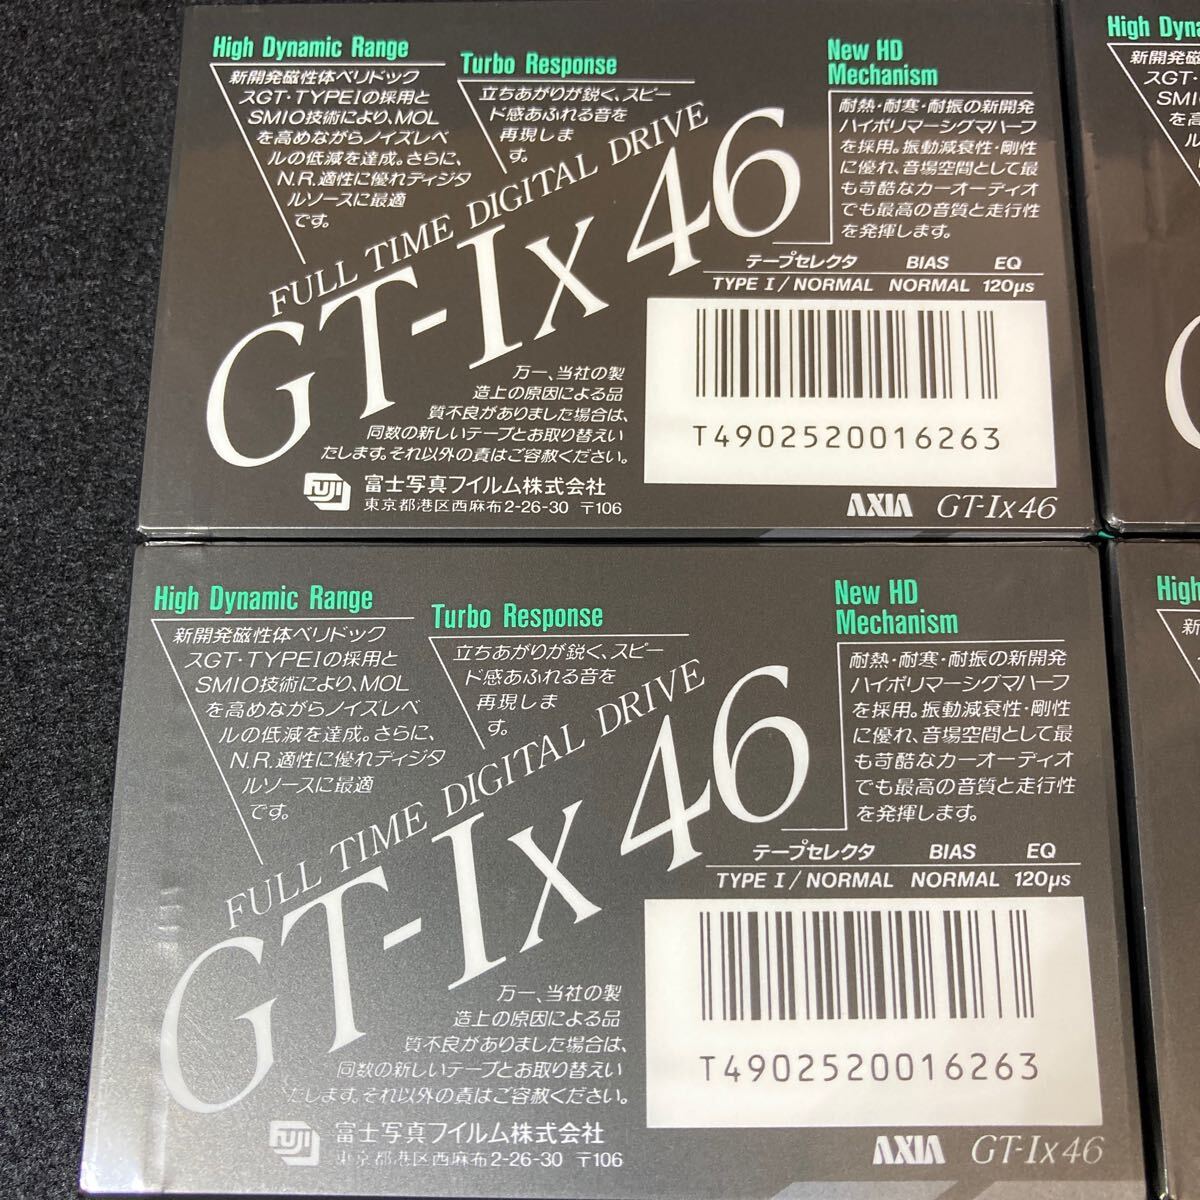 High Dynamic Range
新開発磁性体ベリドック
スGT・TYPEIの採用と
SMIO技術により、MOL
を高めながらノイズレベ
ルの低減を達成。さらに、
N.R.適性に優れディジタ
ルソースに最適
です。
Turbo Response
立ちあがりが鋭く、スピー
ド感あふれる音を
再現しま
す。
New HD
Mechanism
耐熱・耐寒・耐振の新開発
ハイポリマーシグマハーフ
を採用。振動減衰性・剛性
に優れ、音場空間として最
も苛酷なカーオーディオ
でも最高の音質と走行性
を発揮します。
FULL TIME DIGITAL DRIVE
GT-Ix 46
テープセレクタ BIAS EQ
TYPE I/NORMAL NORMAL 120μs
T4902520016263
万一、当社の製
造上の原因による品
質不良がありました場合は、
同数の新しいテープとお取り替えい
たします。それ以外の責はご容赦ください。
FUJI 富士写真フイルム株式会社
東京都港区西麻布2-26-30 〒106
AXIA GT-Ix46
High Dynamic Range
新開発磁性体ベリドック
スGT・TYPEIの採用と
SMIO技術により、MOL
を高めながらノイズレベ
ルの低減を達成。さらに、
N.R.適性に優れディジタ
ルソースに最適
です。
Turbo Response
立ちあがりが鋭く、スピー
ド感あふれる音を
再現しま
す。
New HD
Mechanism
耐熱・耐寒・耐振の新開発
ハイポリマーシグマハーフ
を採用。振動減衰性・剛性
に優れ、音場空間として最
も苛酷なカーオーディオ
でも最高の音質と走行性
を発揮します。
FULL TIME DIGITAL DRIVE
GT-Ix 46
テープセレクタ BIAS EQ
TYPE I/NORMAL NORMAL 120μs
T4902520016263
万一、当社の製
造上の原因による品
質不良がありました場合は、
同数の新しいテープとお取り替えい
たします。それ以外の責はご容赦ください。
FUJI 富士写真フイルム株式会社
東京都港区西麻布2-26-30 〒106
AXIA GT-Ix46
High Dyna
High